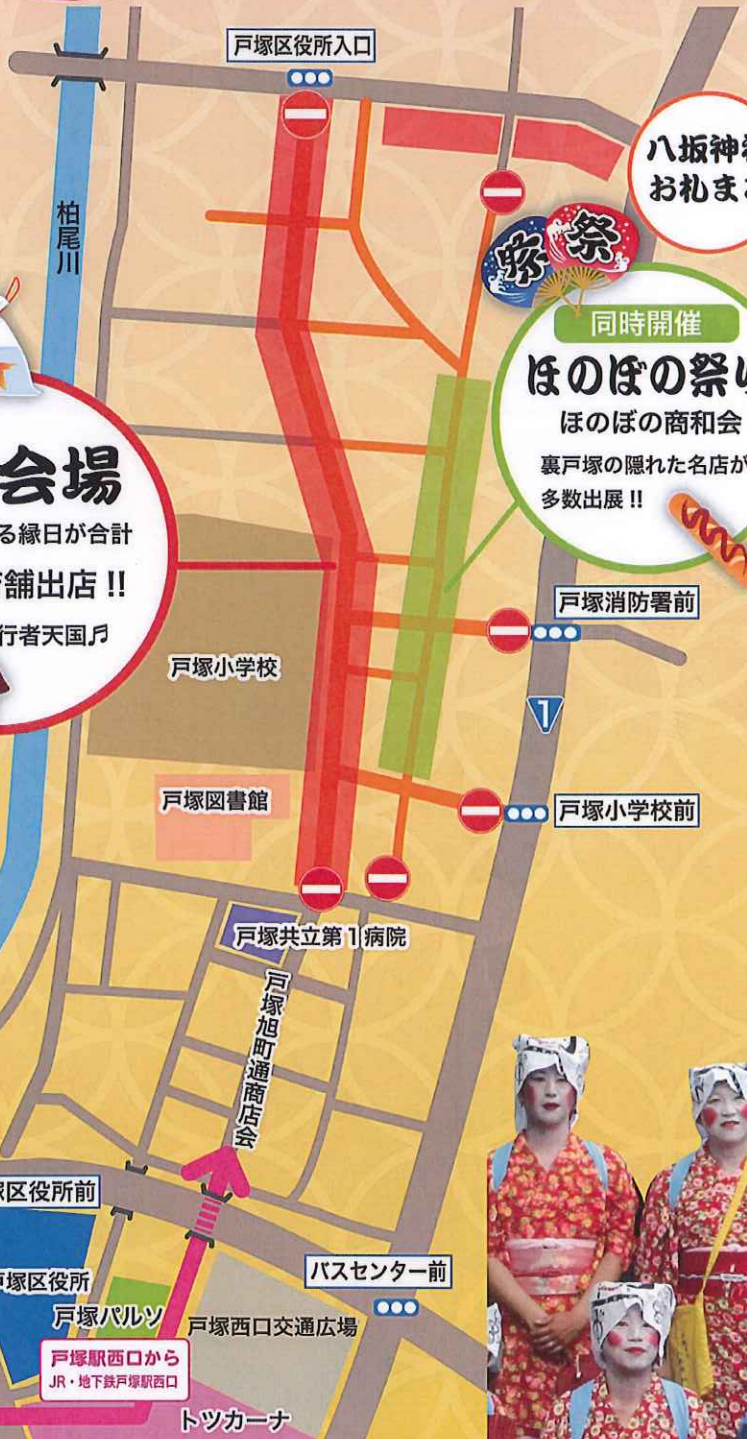 戸塚区役所入口
柏尾川
八坂神社
お札ま
祭
同時開催
ほのぼの祭り
ほのぼの商和会
裏戸塚の隠れた名店が
多数出展!!
会場
る縁日が合計
舗出店!!
行者天国♬
戸塚消防署前
戸塚小学校
1
戸塚図書館
戸塚小学校前
戸塚共立第1病院
戸塚旭町通商店会
区役所前
塚区役所
戸塚パルソ
バスセンター前
戸塚西口交通広場
戸塚駅西口から
JR・地下鉄戸塚駅西口
トツカーナ